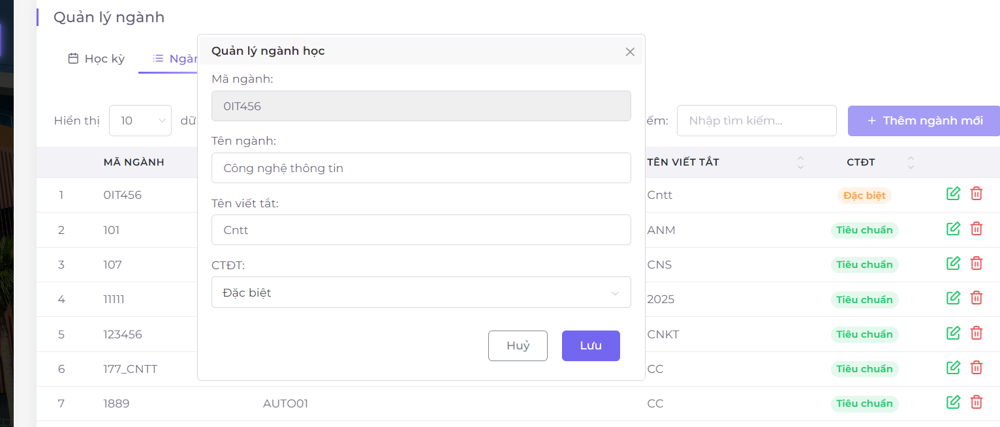 Quản lý ngành
Quản lý ngành học
Học kỳ
Mã ngành:
0IT456
Tên ngành:
Công nghệ thông tin
Tên viết tắt:
Cntt
CTĐT:
Đặc biệt
Huỷ Lưu
Hiển thị 10 Nhập tìm kiếm... + Thêm ngành mới
MÃ NGÀNH TÊN VIẾT TẮT CTĐT
1 0IT456 Cntt Đặc biệt
2 101 ANM Tiêu chuẩn
3 107 CNS Tiêu chuẩn
4 11111 2025 Tiêu chuẩn
5 123456 CNKT Tiêu chuẩn
6 177_CNTT CC Tiêu chuẩn
7 1889 AUTO01 CC Tiêu chuẩn